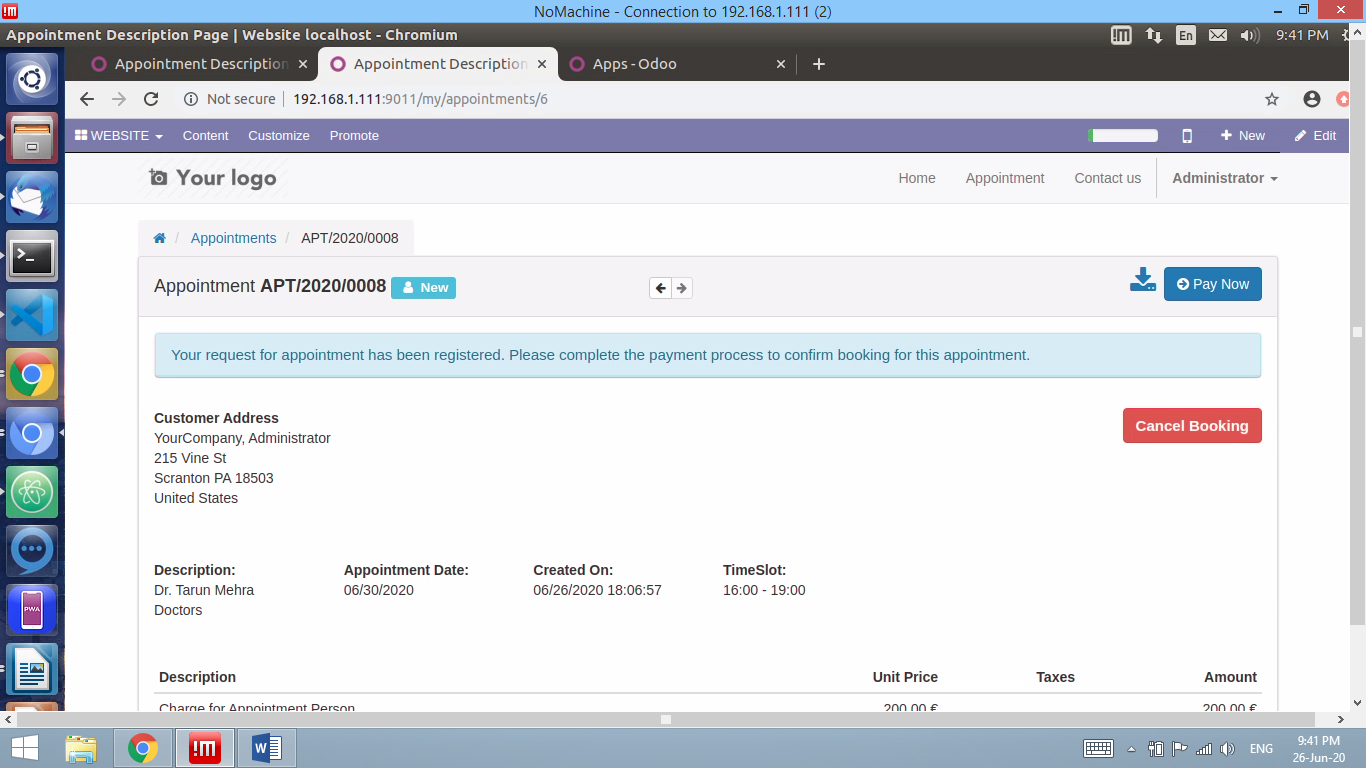 NoMachine - Connection to 192.168.1.111 (2)
Appointment Description Page | Website localhost - Chromium
En
9:41 PM
Appointment Description
Appointment Description
Apps - Odoo
Not secure
192.168.1.111:9011/my/appointments/6
WEBSITE
Content
Customize
Promote
New
Edit
Your logo
Home
Appointment
Contact us
Administrator
/ Appointments / APT/2020/0008
Appointment APT/2020/0008
New
Pay Now
Your request for appointment has been registered. Please complete the payment process to confirm booking for this appointment.
Customer Address
Cancel Booking
YourCompany, Administrator
215 Vine St
Scranton PA 18503
United States
Description:
Dr. Tarun Mehra
Doctors
Appointment Date:
06/30/2020
Created On:
06/26/2020 18:06:57
TimeSlot:
16:00 - 19:00
Description
Unit Price
Taxes
Amount
Charge for Appointment Person
200.00 €
200.00 €
PWA
!M
!M
!M
W
ENG
9:41 PM
26-Jun-20